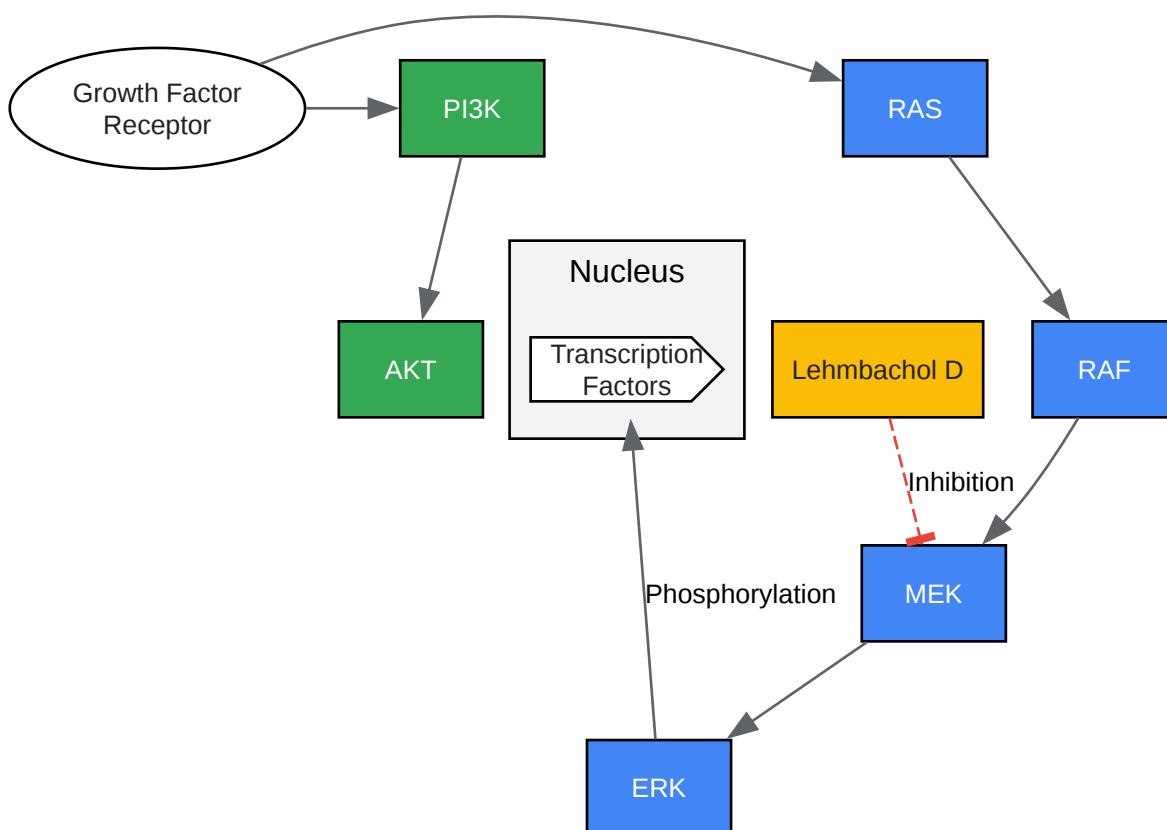 Growth Factor
Receptor
PI3K
RAS
Nucleus
Transcription
Factors
AKT
Lehmbachol D
RAF
Inhibition
Phosphorylation
MEK
ERK